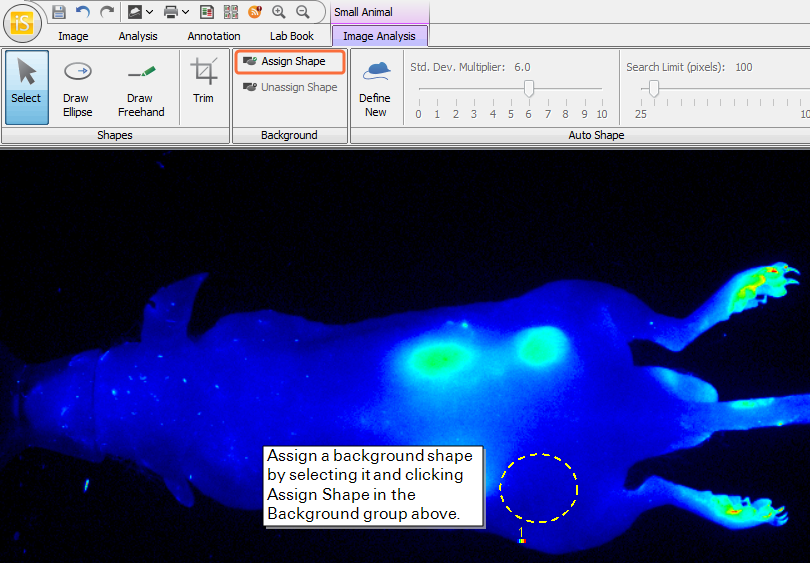 iS
Small Animal
Image Analysis Annotation Lab Book Image Analysis
Select
Draw
Ellipse
Draw
Freehand
Trim
Shapes
Assign Shape
Unassign Shape
Background
Define
New
Std. Dev. Multiplier: 6.0
0 1 2 3 4 5 6 7 8 9 10
Search Limit (pixels): 100
25
Auto Shape
Assign a background shape
by selecting it and clicking
Assign Shape in the
Background group above.
1